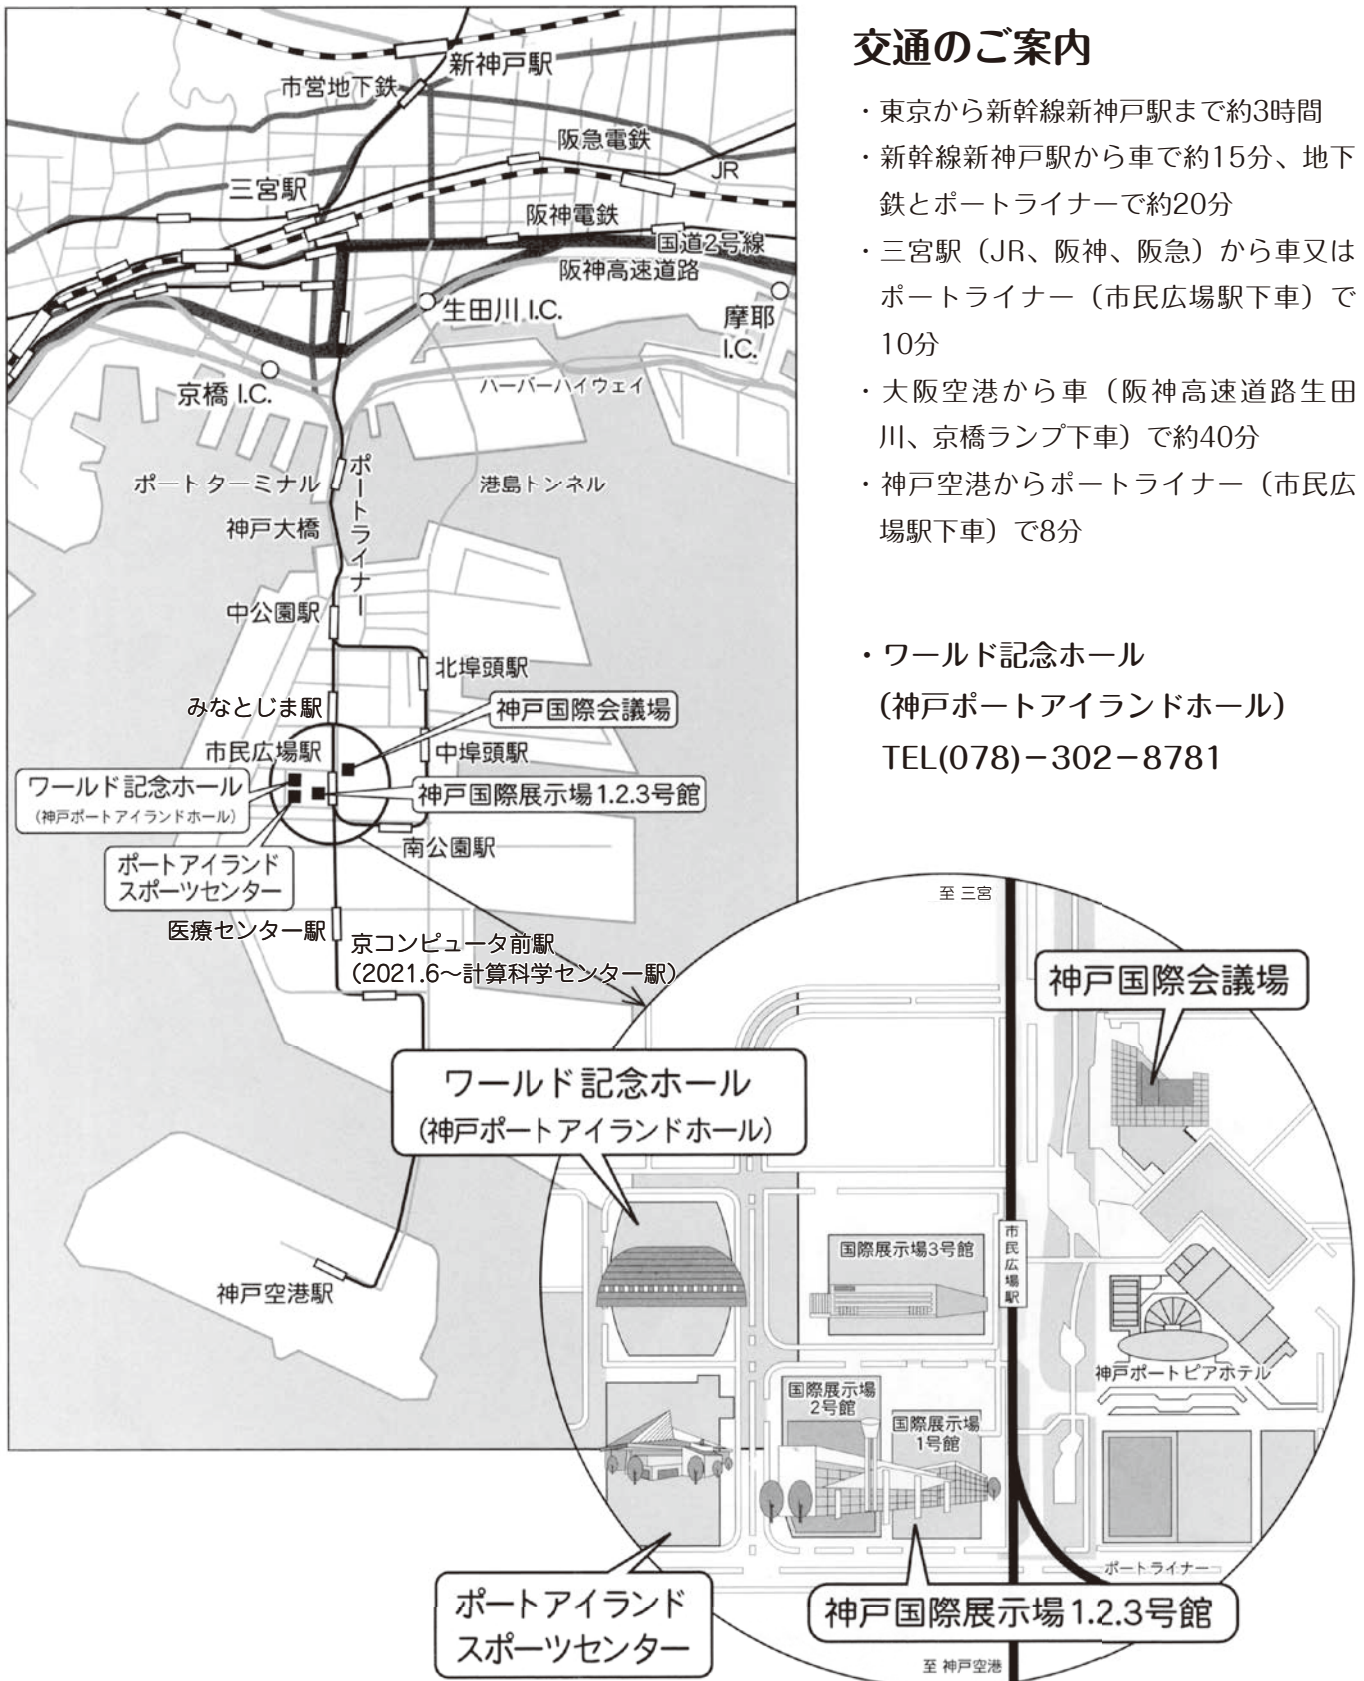 交通のご案内
・東京から新幹線新神戸駅まで約3時間
・新幹線新神戸駅から車で約15分、地下
鉄とポートライナーで約20分
・三宮駅（JR、阪神、阪急）から車又は
ポートライナー（市民広場駅下車）で
10分
・大阪空港から車（阪神高速道路生田
川、京橋ランプ下車）で約40分
・神戸空港からポートライナー（市民広
場駅下車）で8分
・ワールド記念ホール
（神戸ポートアイランドホール）
TEL(078)－302－8781
新神戸駅
市営地下鉄
阪急電鉄
JR
三宮駅
阪神電鉄
国道2号線
阪神高速道路
生田川 I.C.
摩耶
I.C.
京橋 I.C.
ハーバーハイウェイ
ポートターミナル
ポートライナー
港島トンネル
神戸大橋
中公園駅
北埠頭駅
みなとじま駅
神戸国際会議場
市民広場駅
中埠頭駅
ワールド記念ホール
（神戸ポートアイランドホール）
神戸国際展示場1.2.3号館
南公園駅
ポートアイランド
スポーツセンター
医療センター駅
京コンピュータ前駅
（2021.6～計算科学センター駅）
神戸空港駅
至 三宮
神戸国際会議場
ワールド記念ホール
（神戸ポートアイランドホール）
国際展示場3号館
市民広場駅
神戸ポートピアホテル
国際展示場
2号館
国際展示場
1号館
ポートライナー
ポートアイランド
スポーツセンター
神戸国際展示場1.2.3号館
至 神戸空港